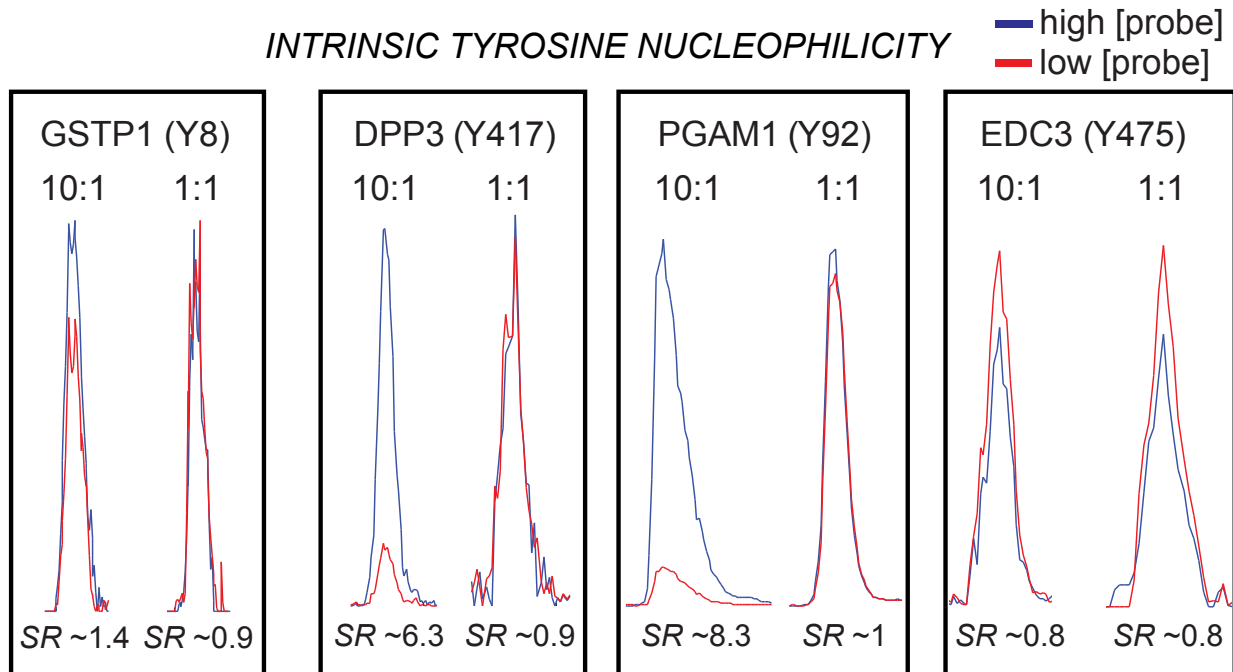 INTRINSIC TYROSINE NUCLEOPHILICITY
high [probe]
low [probe]
GSTP1 (Y8)
10:1 1:1
SR ~1.4 SR ~0.9
DPP3 (Y417)
10:1 1:1
SR ~6.3 SR ~0.9
PGAM1 (Y92)
10:1 1:1
SR ~8.3 SR ~1
EDC3 (Y475)
10:1 1:1
SR ~0.8 SR ~0.8